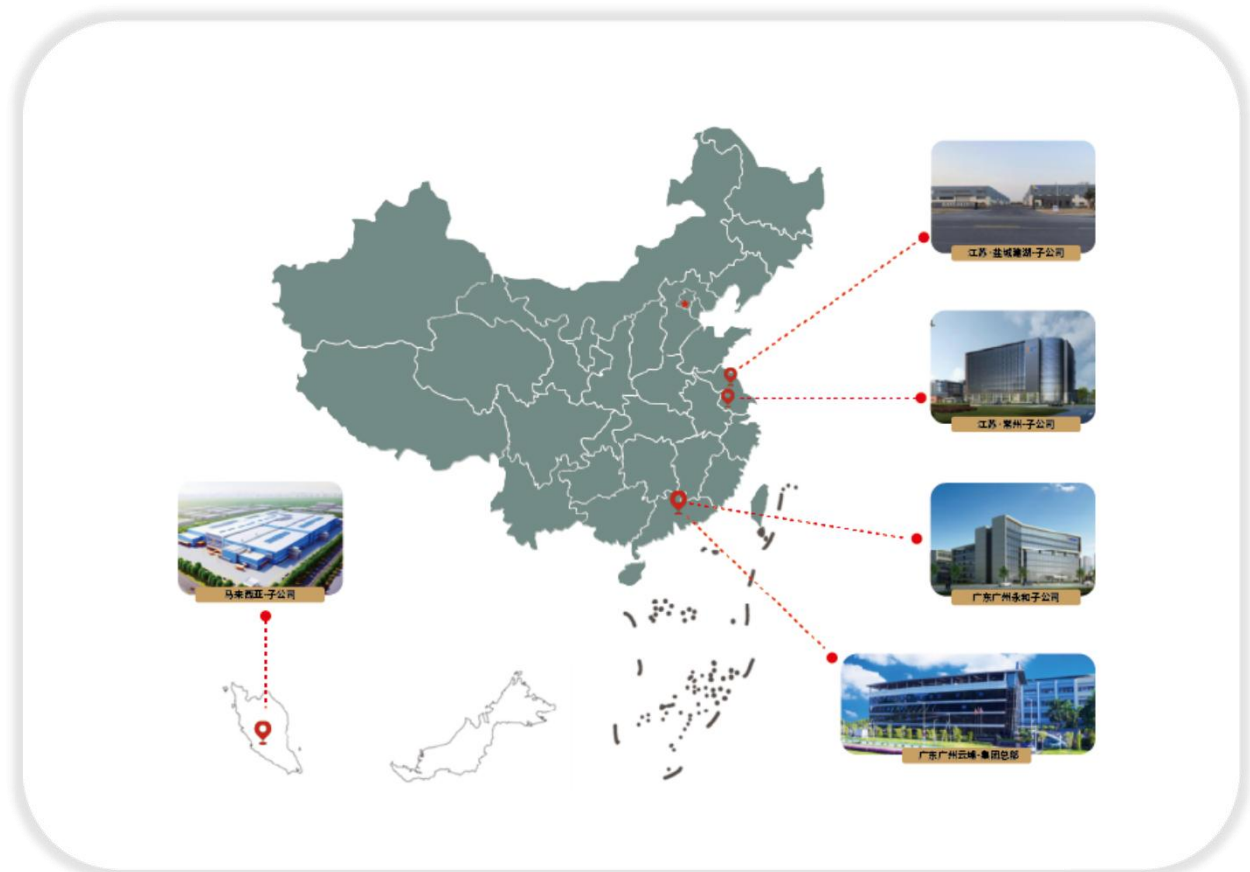 江苏·盐城建湖-子公司
江苏·常州-子公司
马来西亚-子公司
广东广州永和子公司
广东广州云埔-集团总部